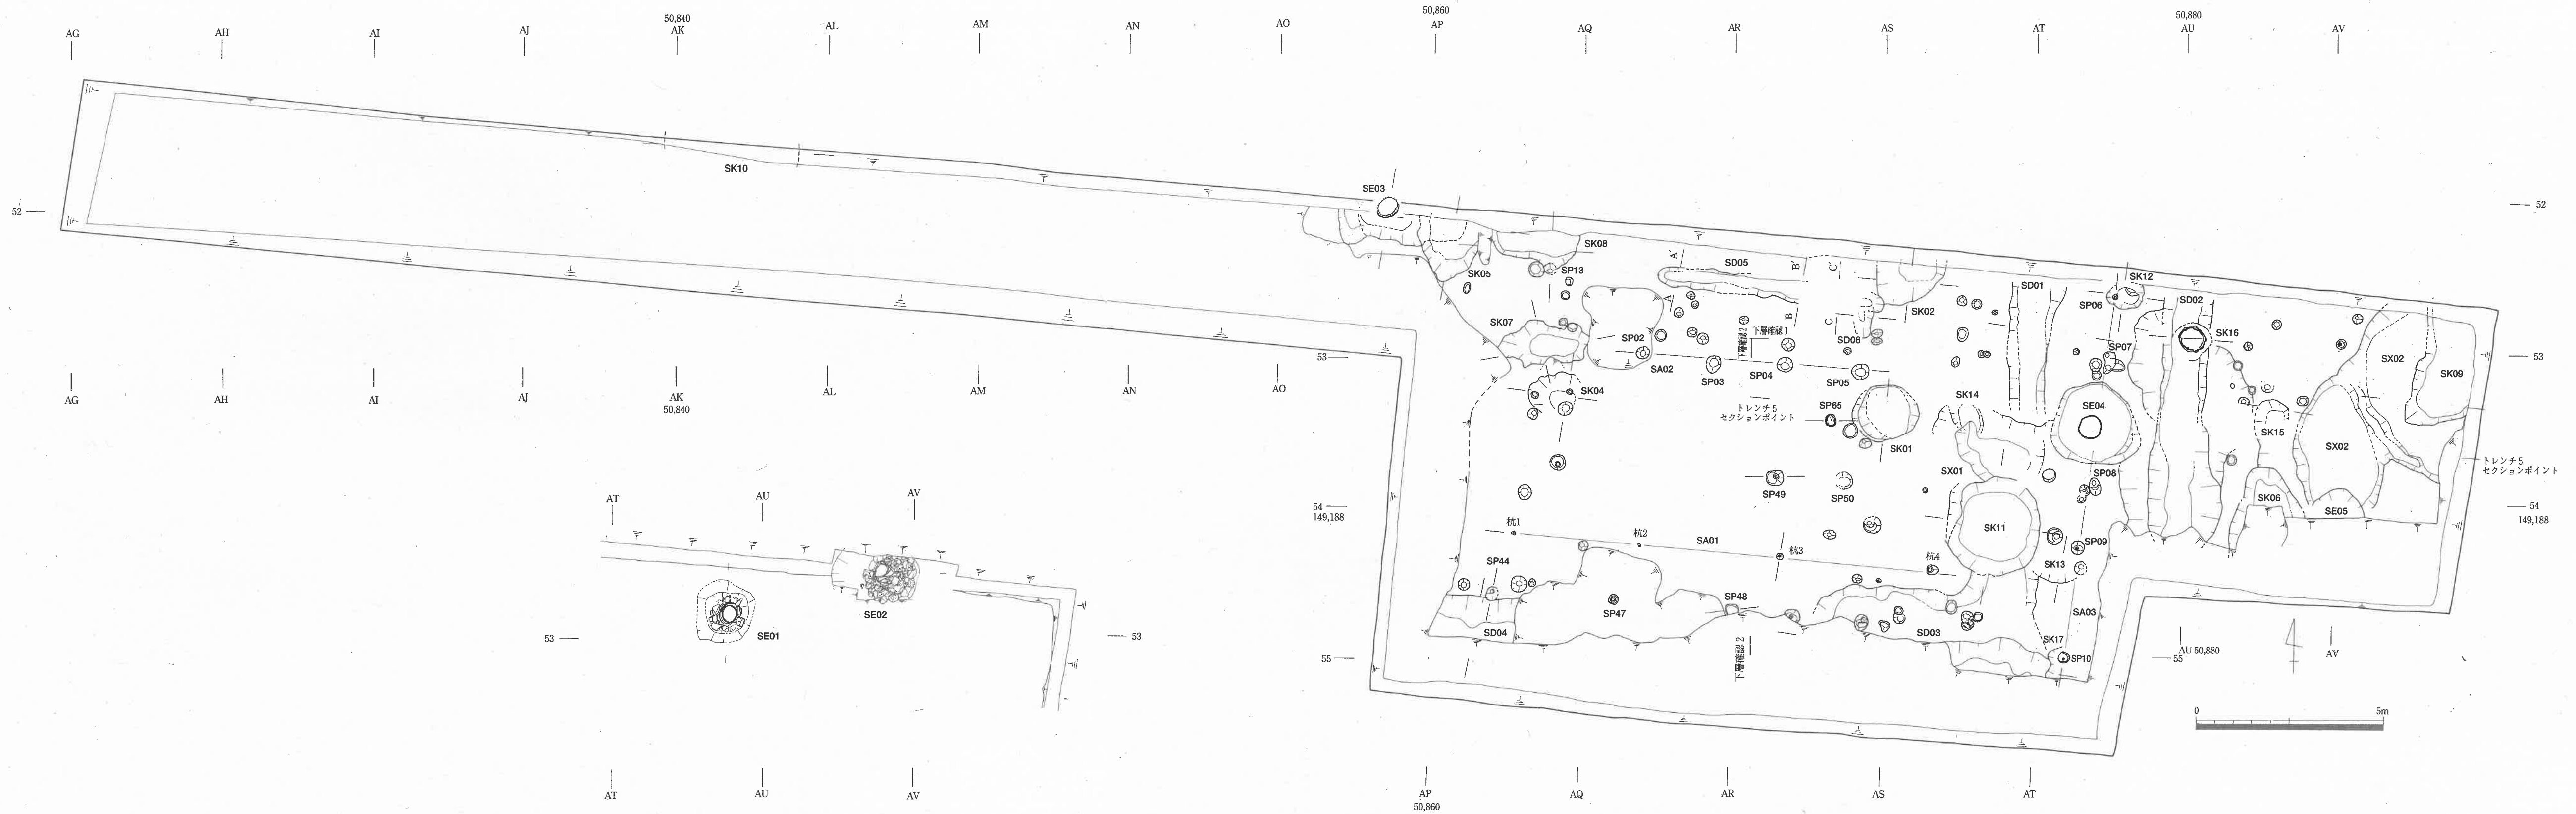 50,840
50,860
50,880
AG
AH
AI
AJ
AK
AL
AM
AN
AO
AP
AQ
AR
AS
AT
AU
AV
52
52
SK10
SE03
SK08
SK05
SP13
A'
SD05
B'
C'
SK12
SD01
SP06
SD02
A
B
C
SK02
SK07
SP02
下層確認2
下層確認1
SD06
SK16
SP07
SX02
SK09
53
53
SA02
SP03
SP04
SP05
SK04
トレンチ5
セクションポイント
SP65
SK14
SE04
SK01
SK15
SX02
トレンチ5
セクションポイント
AG
AH
AI
AJ
AK
50,840
AL
AM
AN
AO
SX01
SP08
SP49
SP50
SK06
SE05
54
149,188
54
149,188
杭1
杭2
SA01
杭3
杭4
SK11
SP09
SK13
SP44
SP47
SP48
SD04
SD03
SA03
SK17
SP10
55
下層確認2
55
AU 50,880
AV
AT
AU
AV
SE02
SE01
53
53
0
5m
AT
AU
AV
AP
50,860
AQ
AR
AS
AT